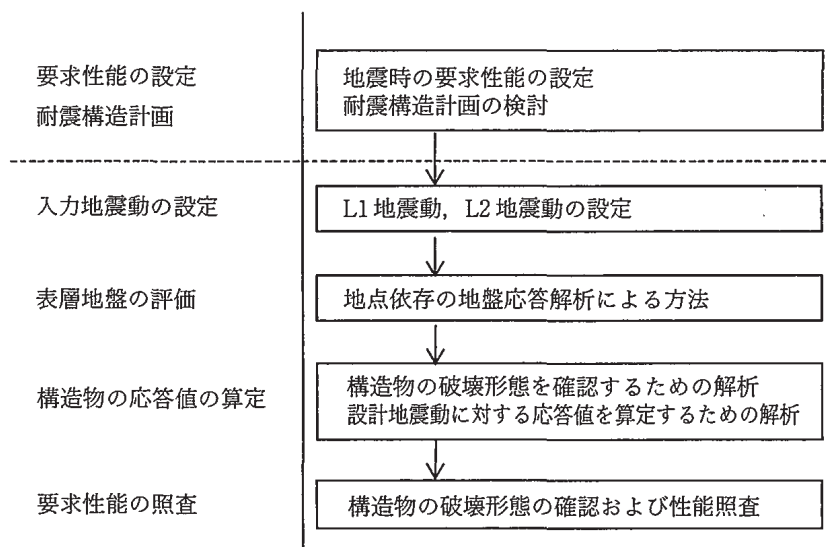 要求性能の設定
耐震構造計画
地震時の要求性能の設定
耐震構造計画の検討
入力地震動の設定
L1地震動，L2地震動の設定
表層地盤の評価
地点依存の地盤応答解析による方法
構造物の応答値の算定
構造物の破壊形態を確認するための解析
設計地震動に対する応答値を算定するための解析
要求性能の照査
構造物の破壊形態の確認および性能照査